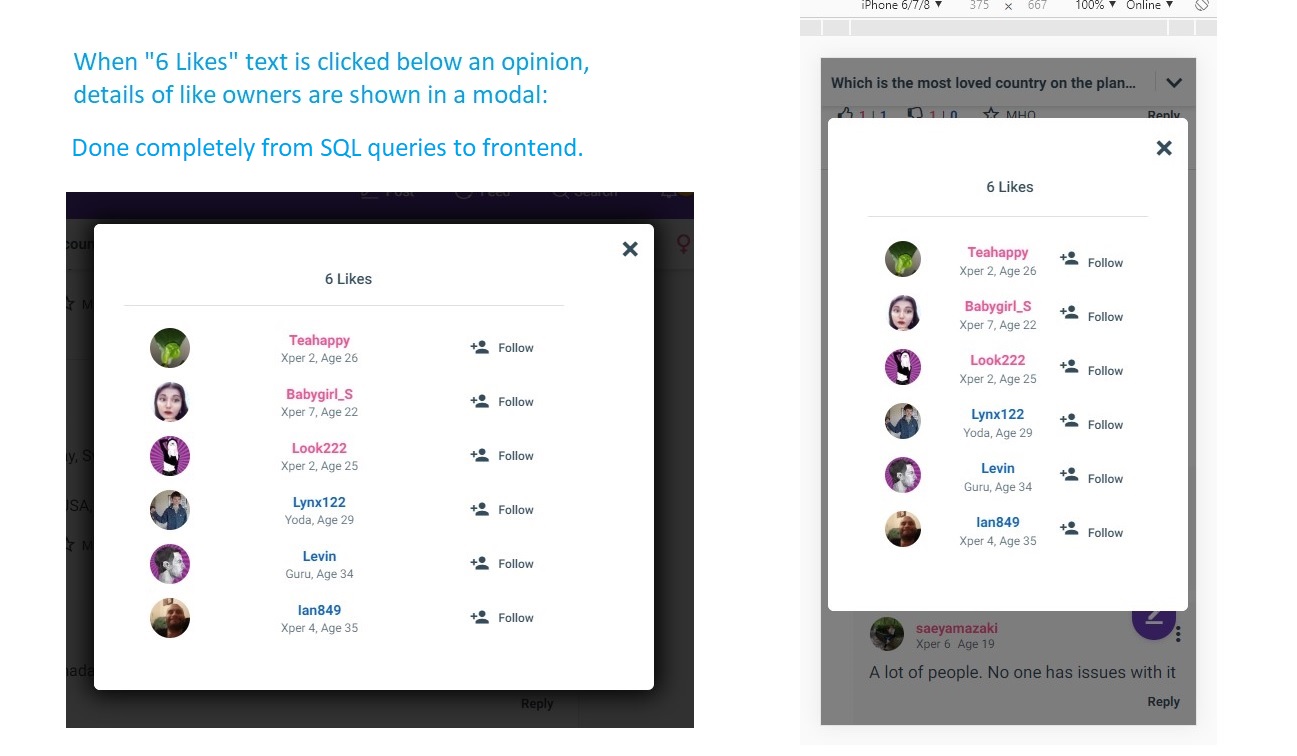 When "6 Likes" text is clicked below an opinion,
details of like owners are shown in a modal:
Done completely from SQL queries to frontend.
Post Feed Search
6 Likes
Teahappy
Xper 2, Age 26
Follow
Babygirl_S
Xper 7, Age 22
Follow
Look222
Xper 2, Age 25
Follow
Lynx122
Yoda, Age 29
Follow
Levin
Guru, Age 34
Follow
Ian849
Xper 4, Age 35
Follow
Reply
iPhone 6/7/8 ▼ 375 x 667 100% ▼ Online ▼
Which is the most loved country on the plan...
1 | 1 1 | 0 MHO Reply
6 Likes
Teahappy
Xper 2, Age 26
Follow
Babygirl_S
Xper 7, Age 22
Follow
Look222
Xper 2, Age 25
Follow
Lynx122
Yoda, Age 29
Follow
Levin
Guru, Age 34
Follow
Ian849
Xper 4, Age 35
Follow
saeyamazaki
Xper 6 Age 19
A lot of people. No one has issues with it
Reply